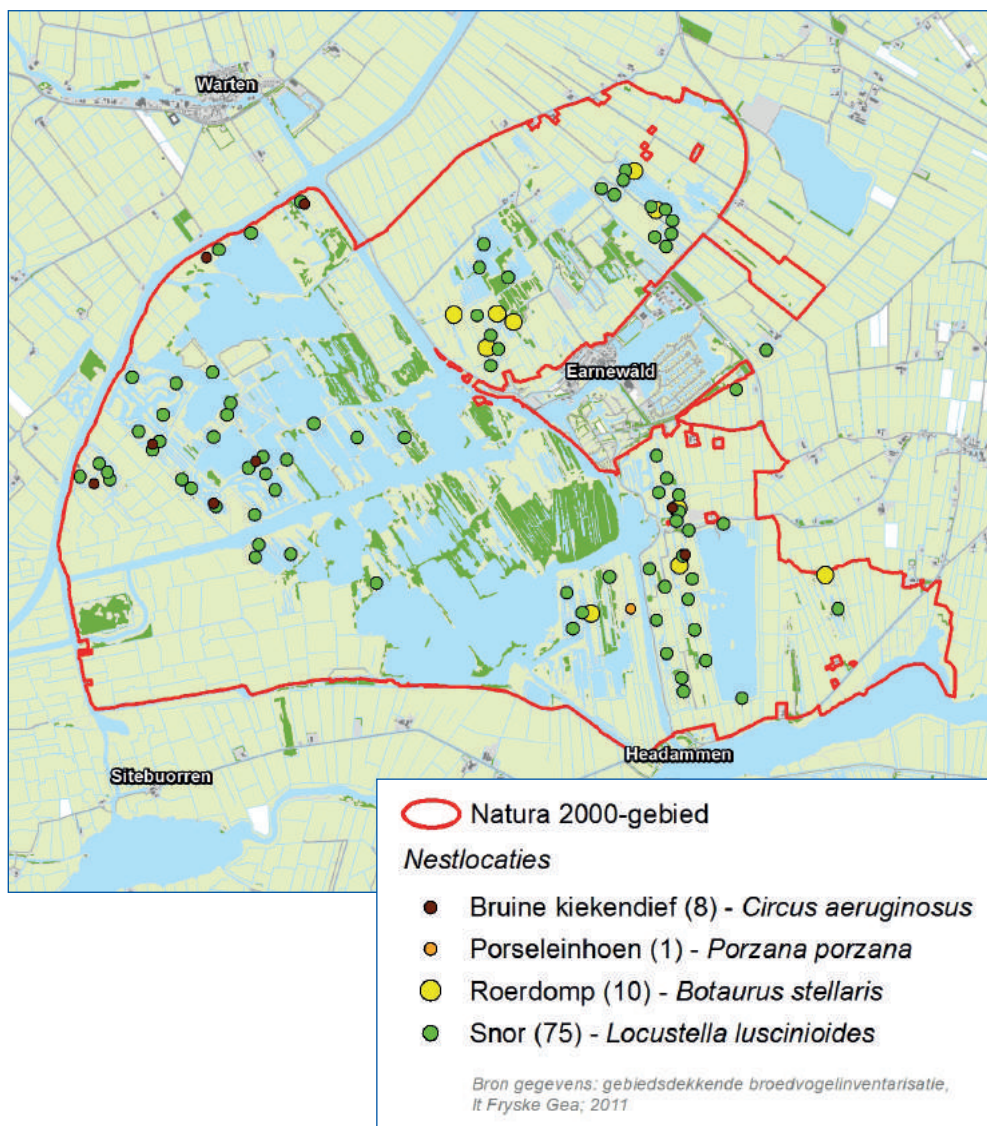 Warten
Earnewâld
Headammen
Sitebuorren
Natura 2000-gebied
Nestlocaties
Bruine kiekendief (8) - Circus aeruginosus
Porseleinhoen (1) - Porzana porzana
Roerdomp (10) - Botaurus stellaris
Snor (75) - Locustella luscinioides
Bron gegevens: gebiedsdekkende broedvogelinventarisatie,
It Fryske Gea; 2011